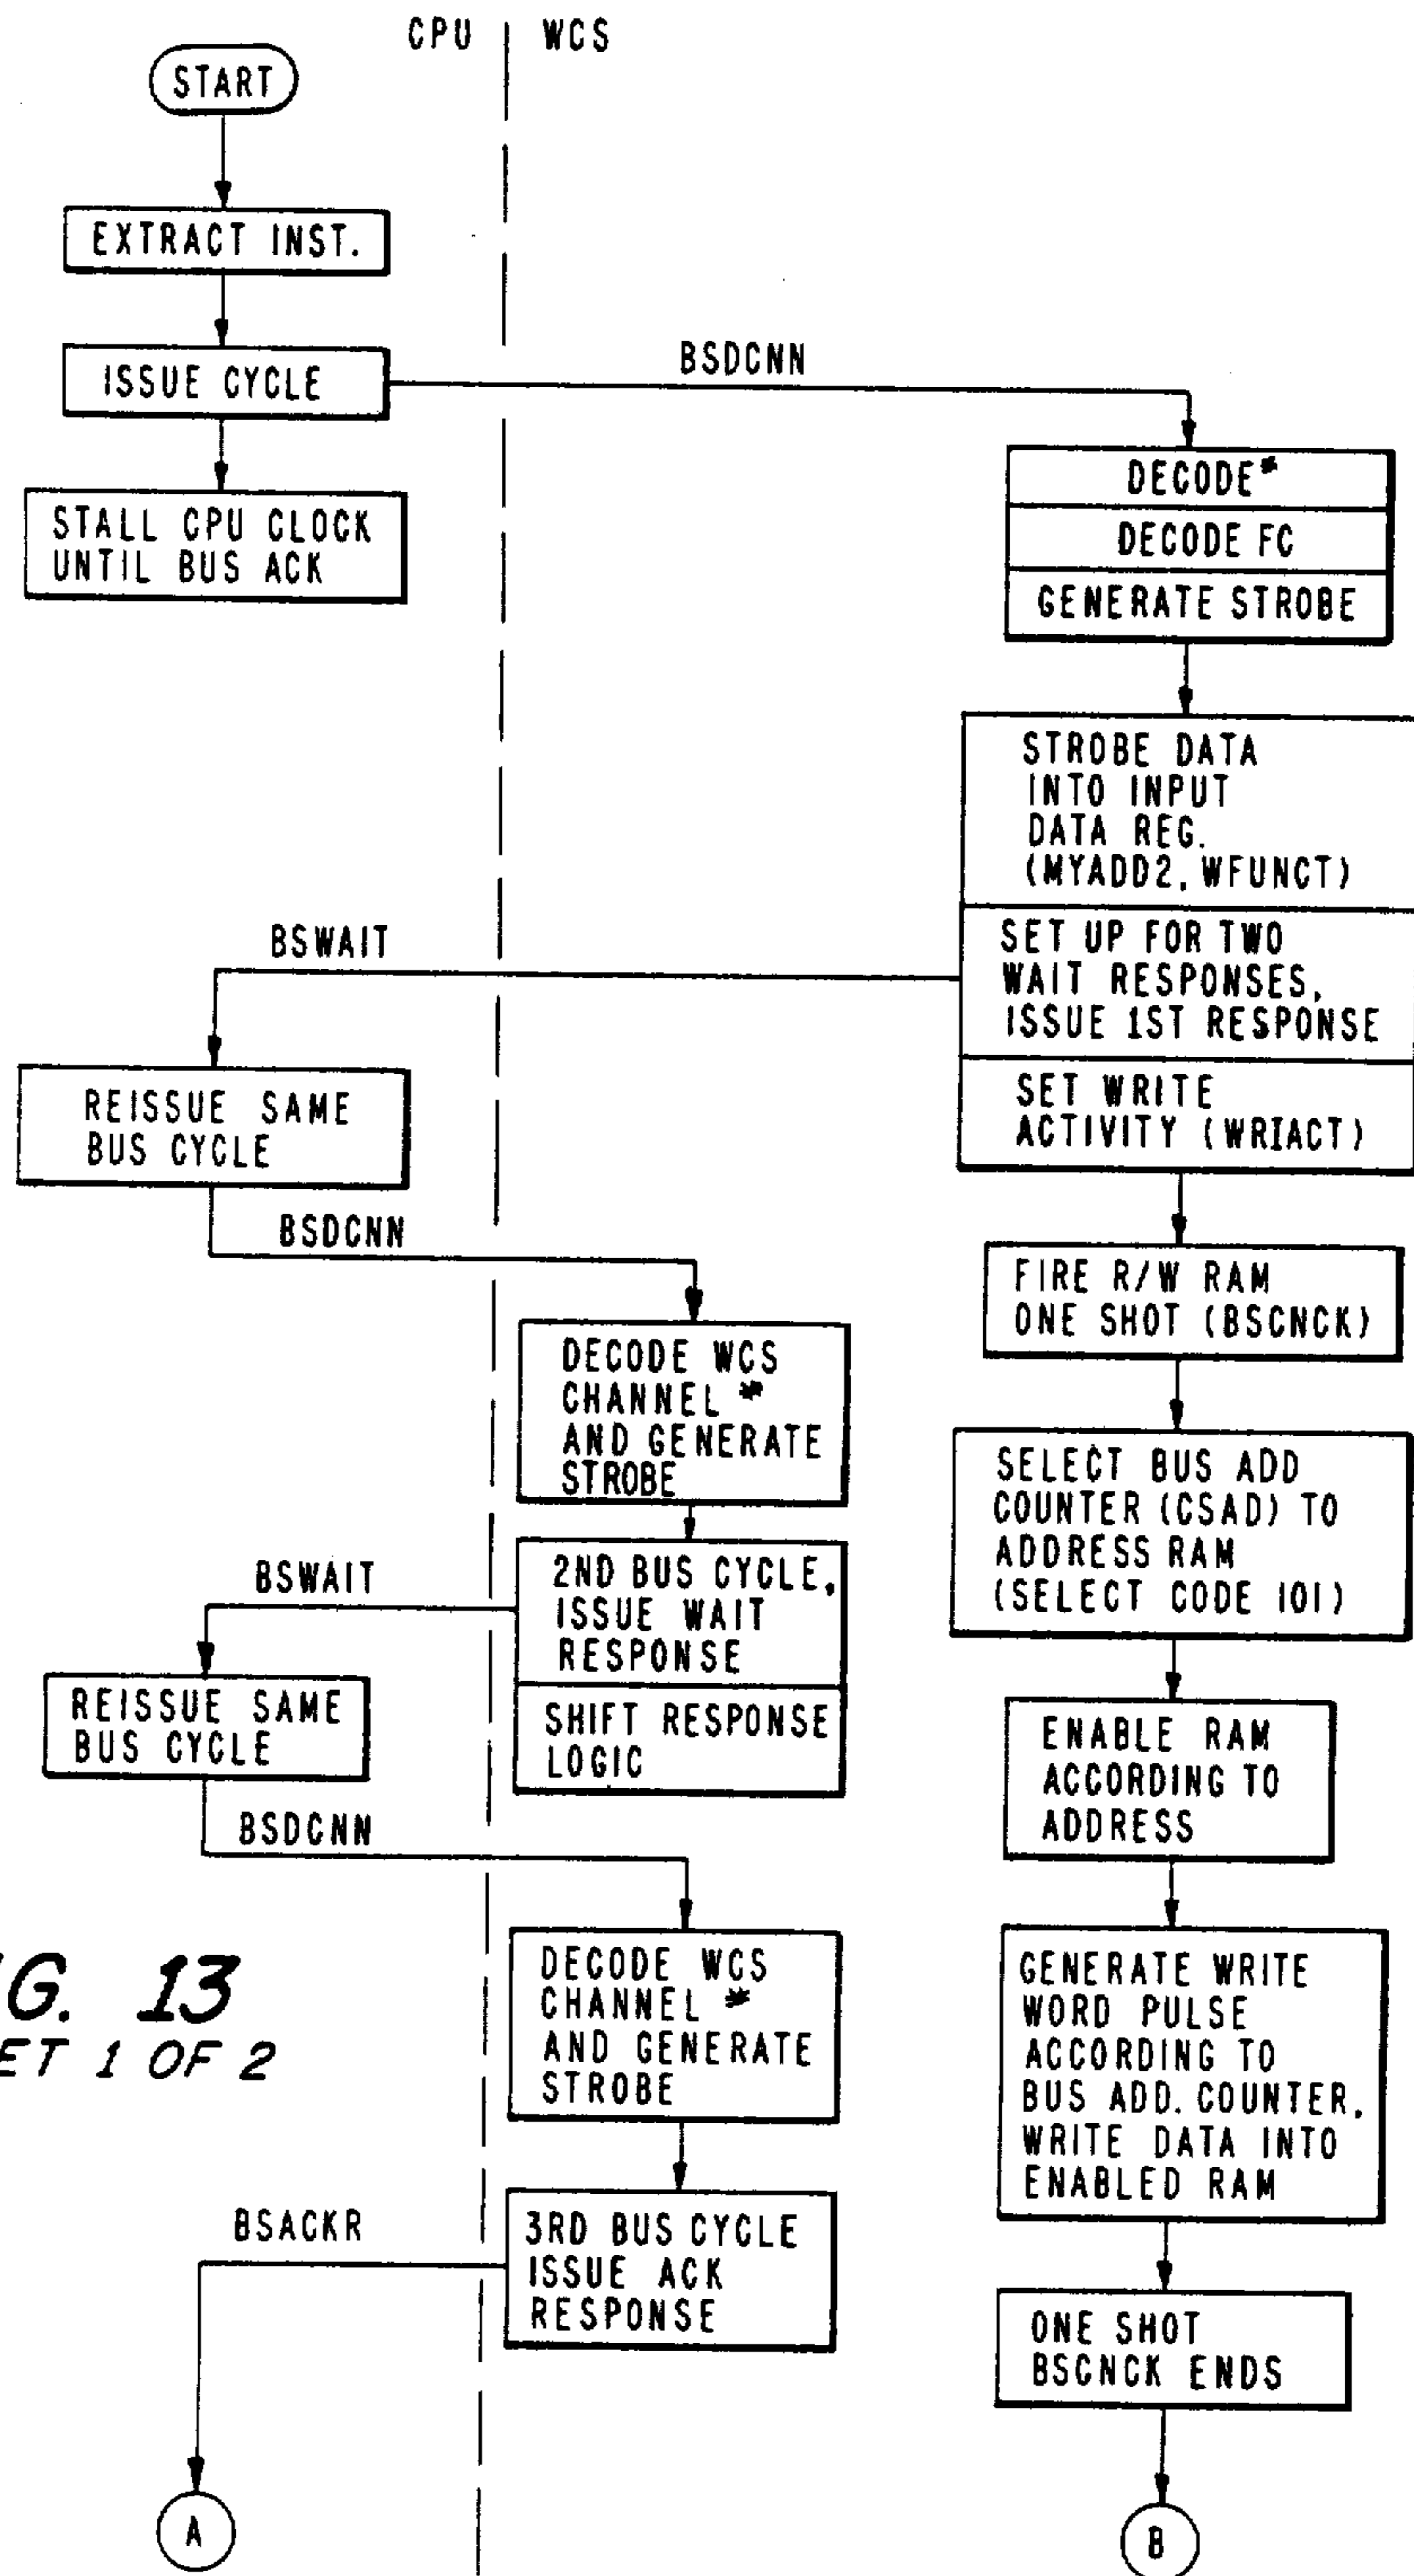 CPU WCS
START
EXTRACT INST.
ISSUE CYCLE
BSDCNN
STALL CPU CLOCK
UNTIL BUS ACK
DECODE*
DECODE FC
GENERATE STROBE
STROBE DATA
INTO INPUT
DATA REG.
(MYADD2, WFUNCT)
SET UP FOR TWO
WAIT RESPONSES,
ISSUE 1ST RESPONSE
SET WRITE
ACTIVITY (WRIACT)
BSWAIT
REISSUE SAME
BUS CYCLE
BSDCNN
FIRE R/W RAM
ONE SHOT (BSCNCK)
DECODE WCS
CHANNEL *
AND GENERATE
STROBE
SELECT BUS ADD
COUNTER (CSAD) TO
ADDRESS RAM
(SELECT CODE 101)
2ND BUS CYCLE,
ISSUE WAIT
RESPONSE
SHIFT RESPONSE
LOGIC
BSWAIT
REISSUE SAME
BUS CYCLE
BSDCNN
ENABLE RAM
ACCORDING TO
ADDRESS
DECODE WCS
CHANNEL *
AND GENERATE
STROBE
GENERATE WRITE
WORD PULSE
ACCORDING TO
BUS ADD. COUNTER,
WRITE DATA INTO
ENABLED RAM
3RD BUS CYCLE
ISSUE ACK
RESPONSE
BSACKR
ONE SHOT
BSCNCK ENDS
A
B
G. 13
ET 1 OF 2